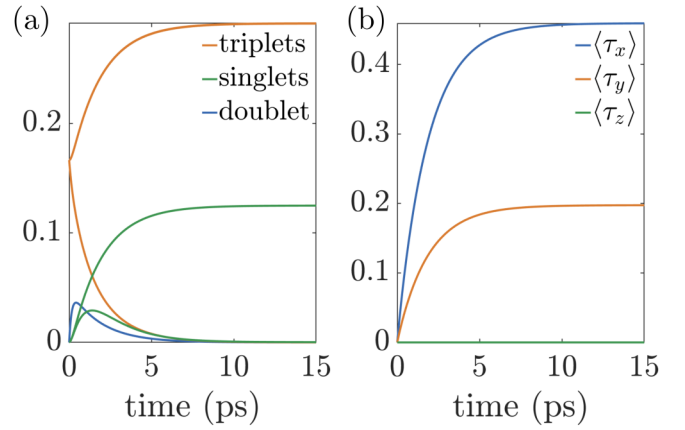 (a)
triplets
singlets
doublet
0.2
0.1
0
0 5 10 15
time (ps)
(b)
⟨τx⟩
⟨τy⟩
⟨τz⟩
0.4
0.3
0.2
0.1
0
0 5 10 15
time (ps)